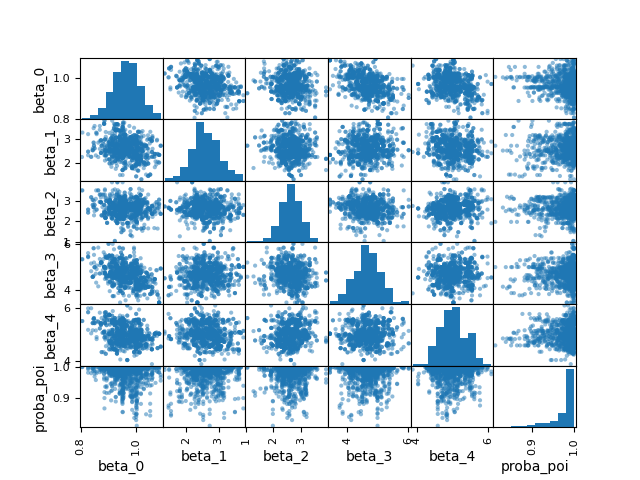 beta_0
1.0
0.8
beta_1
3
2
beta_2
3
2
1
beta_3
6
4
beta_4
6
4
proba_poi
1.0
0.9
0.8 1.0 2 3 1 2 3 4 6 4 6 0.9 1.0
beta_0 beta_1 beta_2 beta_3 beta_4 proba_poi